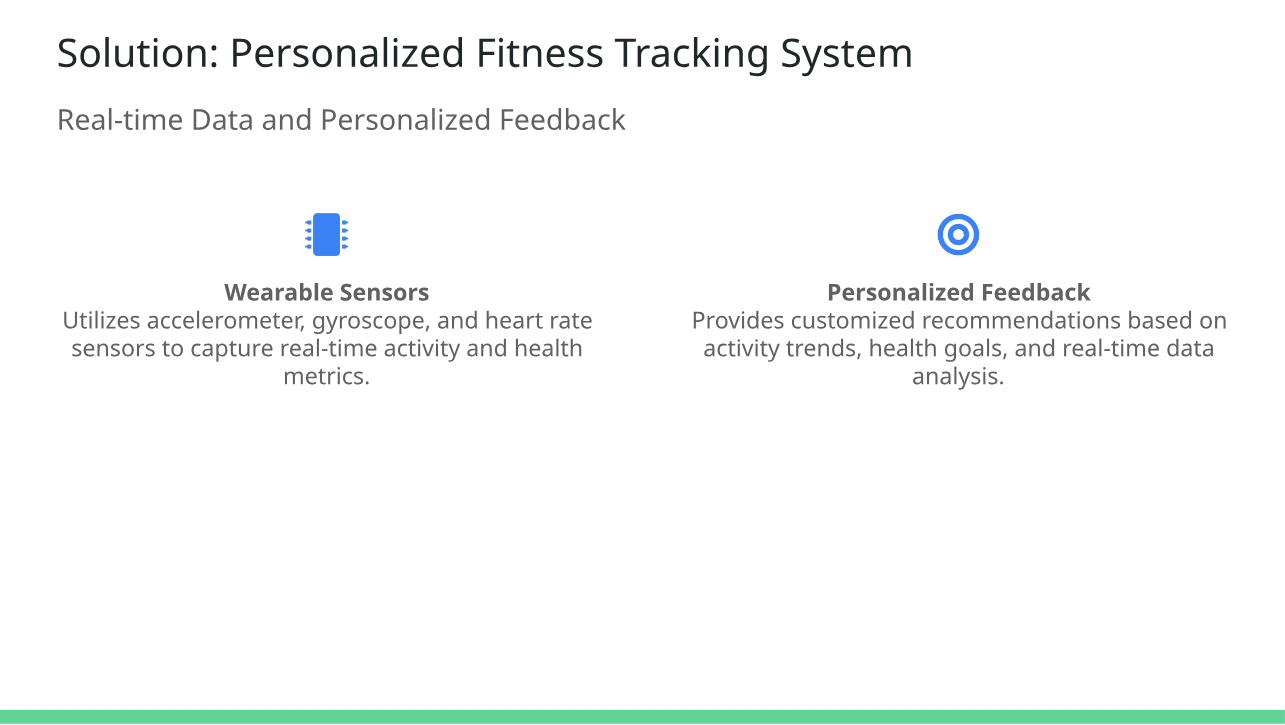 Solution: Personalized Fitness Tracking System
Real-time Data and Personalized Feedback
Wearable Sensors
Utilizes accelerometer, gyroscope, and heart rate
sensors to capture real-time activity and health
metrics.
Personalized Feedback
Provides customized recommendations based on
activity trends, health goals, and real-time data
analysis.